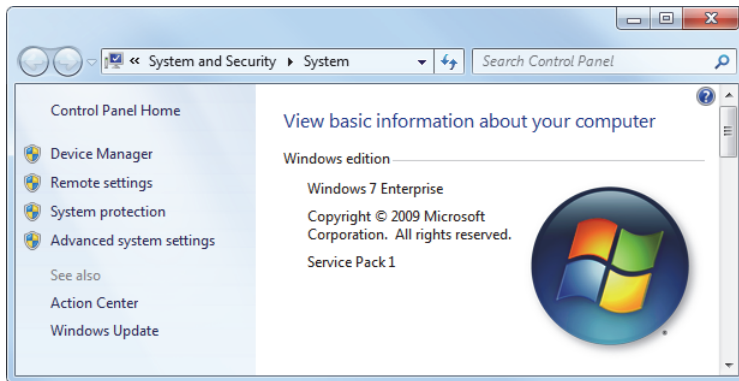 « System and Security ▸ System
Search Control Panel
Control Panel Home
Device Manager
Remote settings
System protection
Advanced system settings
See also
Action Center
Windows Update
View basic information about your computer
Windows edition
Windows 7 Enterprise
Copyright © 2009 Microsoft
Corporation. All rights reserved.
Service Pack 1